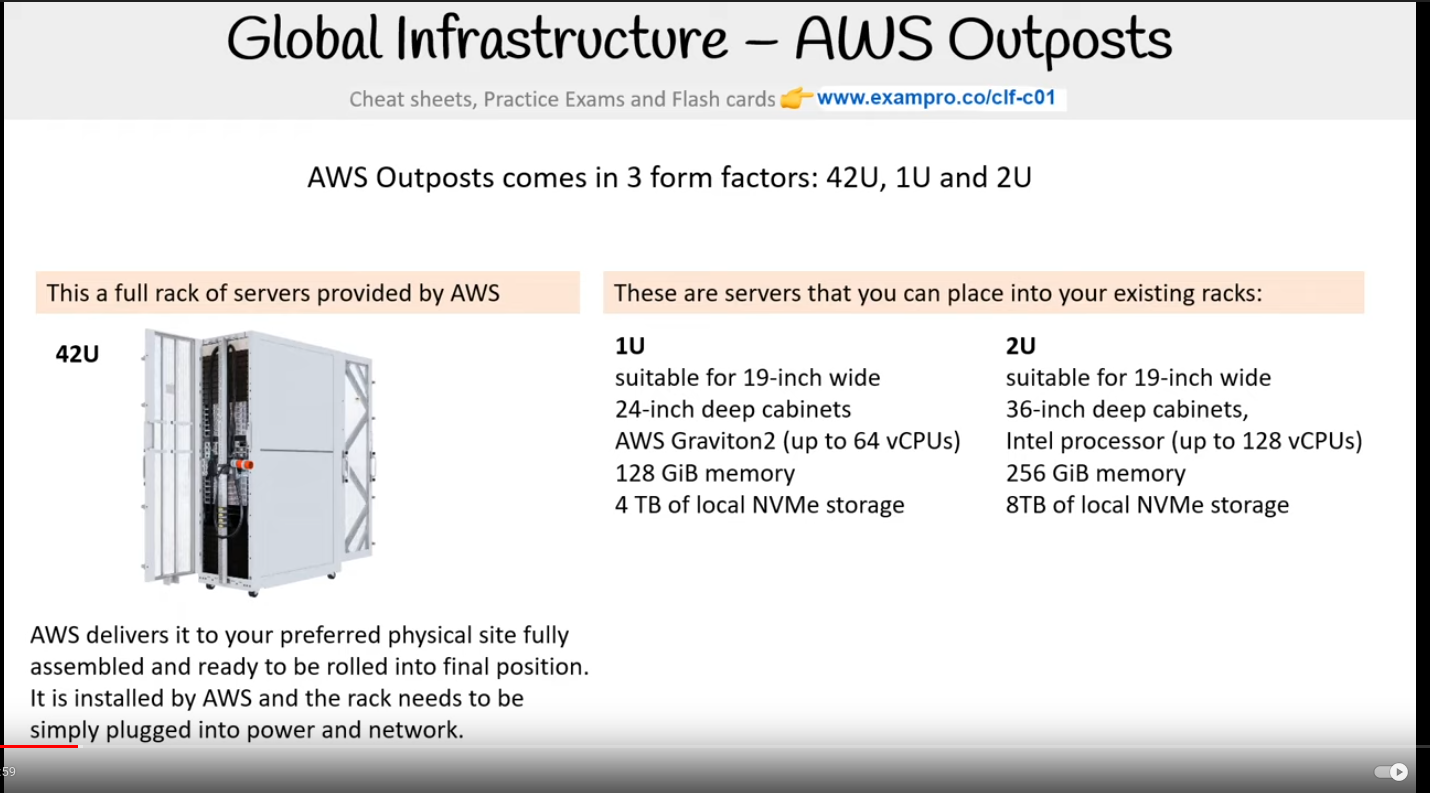 Global Infrastructure – AWS Outposts
Cheat sheets, Practice Exams and Flash cards 👉 www.exampro.co/clf-c01
AWS Outposts comes in 3 form factors: 42U, 1U and 2U
This a full rack of servers provided by AWS
42U
AWS delivers it to your preferred physical site fully
assembled and ready to be rolled into final position.
It is installed by AWS and the rack needs to be
simply plugged into power and network.
These are servers that you can place into your existing racks:
1U
suitable for 19-inch wide
24-inch deep cabinets
AWS Graviton2 (up to 64 vCPUs)
128 GiB memory
4 TB of local NVMe storage
2U
suitable for 19-inch wide
36-inch deep cabinets,
Intel processor (up to 128 vCPUs)
256 GiB memory
8TB of local NVMe storage
:59